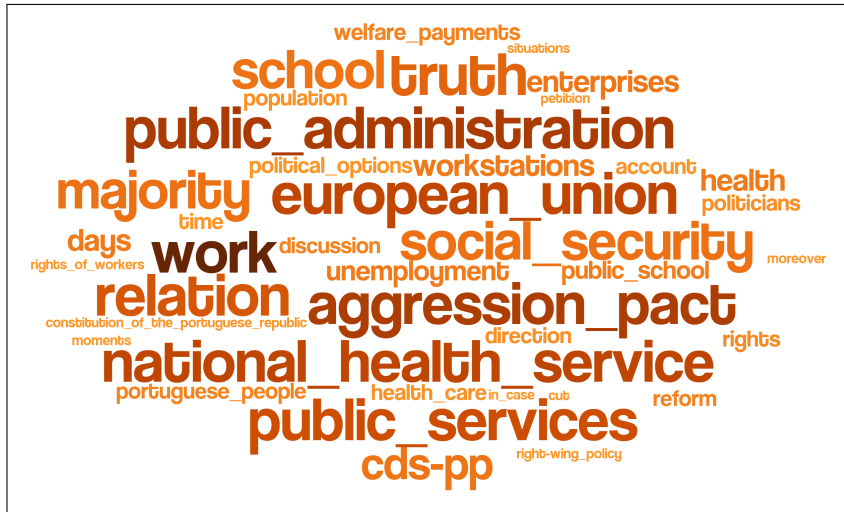 welfare_payments
situations
school truth enterprises
population petition
public_administration
political_options workstations account
majority european_union health
politicians
time
days work discussion social_security
rights_of_workers unemployment public_school moreover
relation aggression_pact
constitution_of_the_portuguese_republic
moments direction rights
national_health_service
portuguese_people health_care in_case cut reform
public_services
cds-pp right-wing_policy